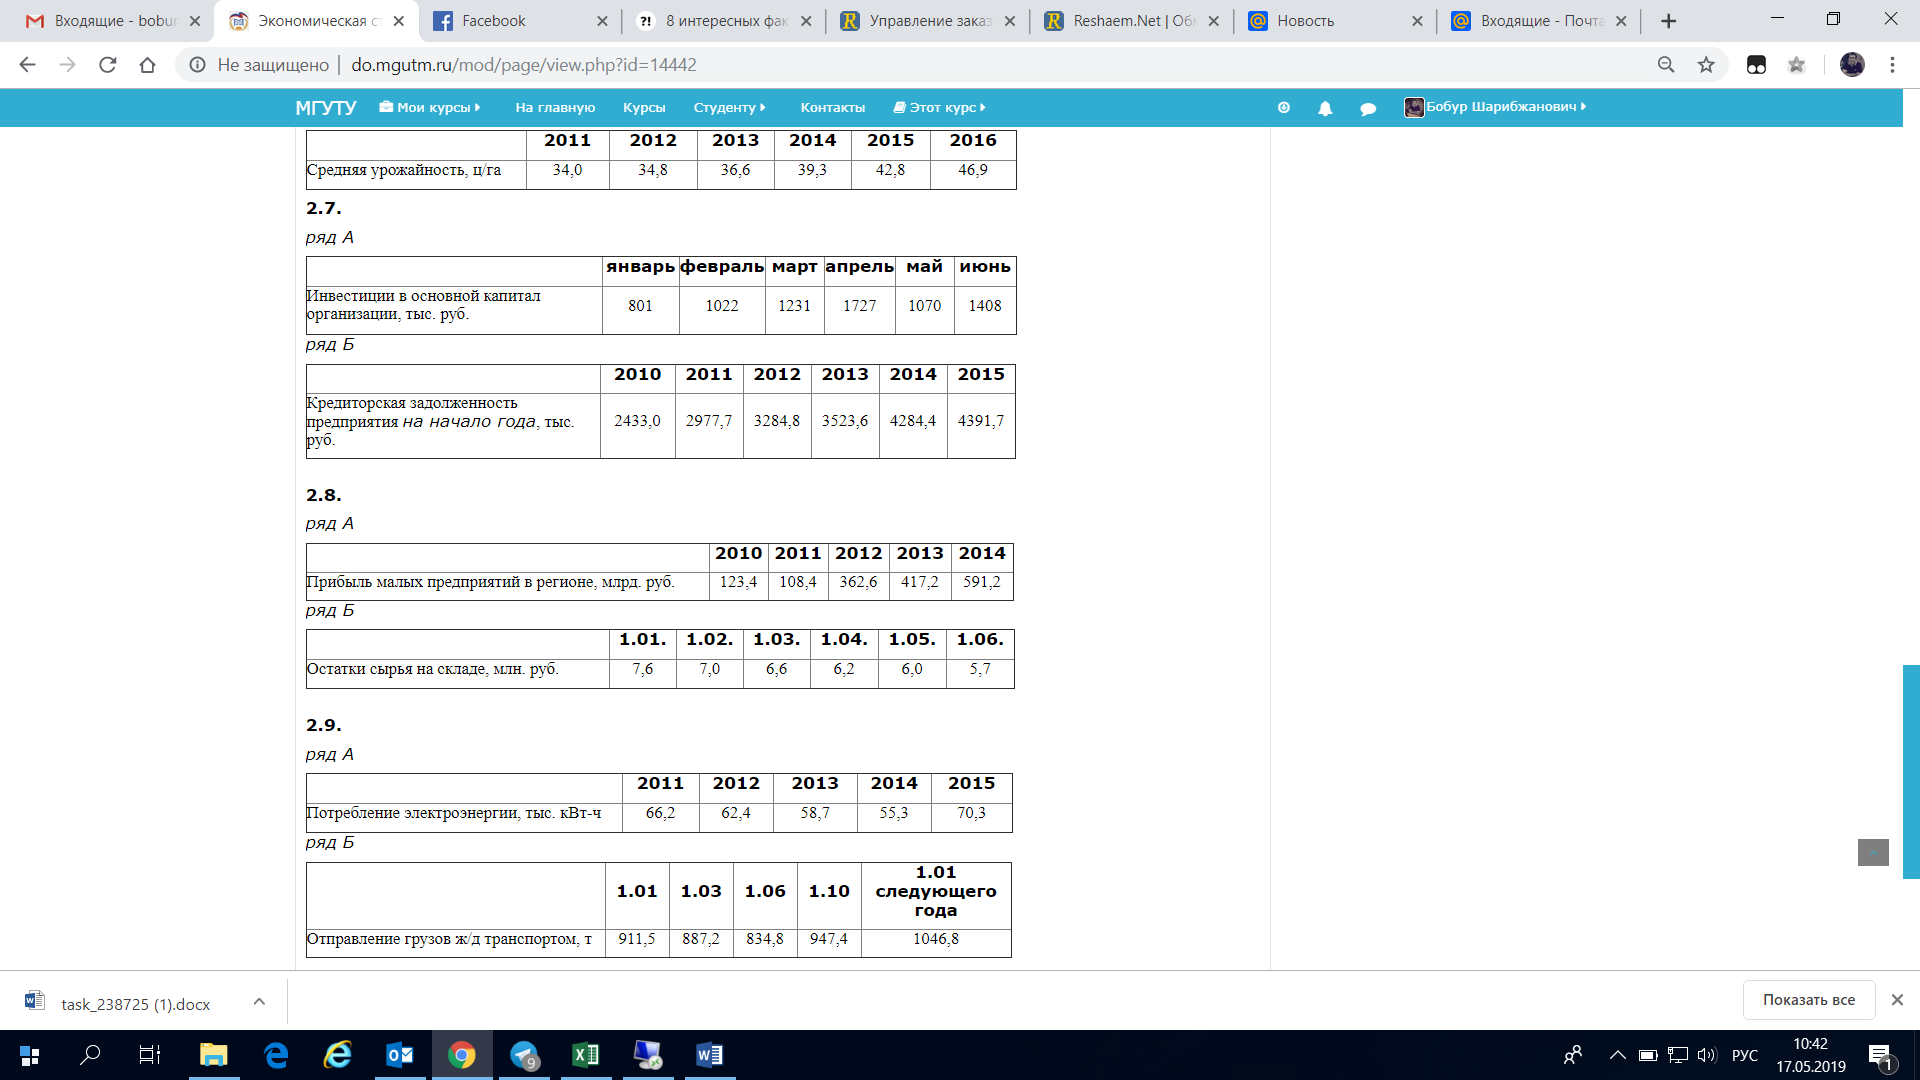 Входящие - bobur
Экономическая ст
Facebook
8 интересных фак
Управление заказ
Reshaem.Net | Об
Новость
Входящие - Почта
Не защищено | do.mgutm.ru/mod/page/view.php?id=14442
МГУТУ Мои курсы На главную Курсы Студенту Контакты Этот курс Бобур Шарибжанович
2011 2012 2013 2014 2015 2016
Средняя урожайность, ц/га 34,0 34,8 36,6 39,3 42,8 46,9
2.7.
ряд А
январь февраль март апрель май июнь
Инвестиции в основной капитал
организации, тыс. руб. 801 1022 1231 1727 1070 1408
ряд Б
2010 2011 2012 2013 2014 2015
Кредиторская задолженность
предприятия на начало года, тыс. 2433,0 2977,7 3284,8 3523,6 4284,4 4391,7
руб.
2.8.
ряд А
2010 2011 2012 2013 2014
Прибыль малых предприятий в регионе, млрд. руб. 123,4 108,4 362,6 417,2 591,2
ряд Б
1.01. 1.02. 1.03. 1.04. 1.05. 1.06.
Остатки сырья на складе, млн. руб. 7,6 7,0 6,6 6,2 6,0 5,7
2.9.
ряд А
2011 2012 2013 2014 2015
Потребление электроэнергии, тыс. кВт-ч 66,2 62,4 58,7 55,3 70,3
ряд Б
1.01 1.03 1.06 1.10 1.01
следующего
года
Отправление грузов ж/д транспортом, т 911,5 887,2 834,8 947,4 1046,8
task_238725 (1).docx
Показать все
9
РУС
10:42
17.05.2019
1